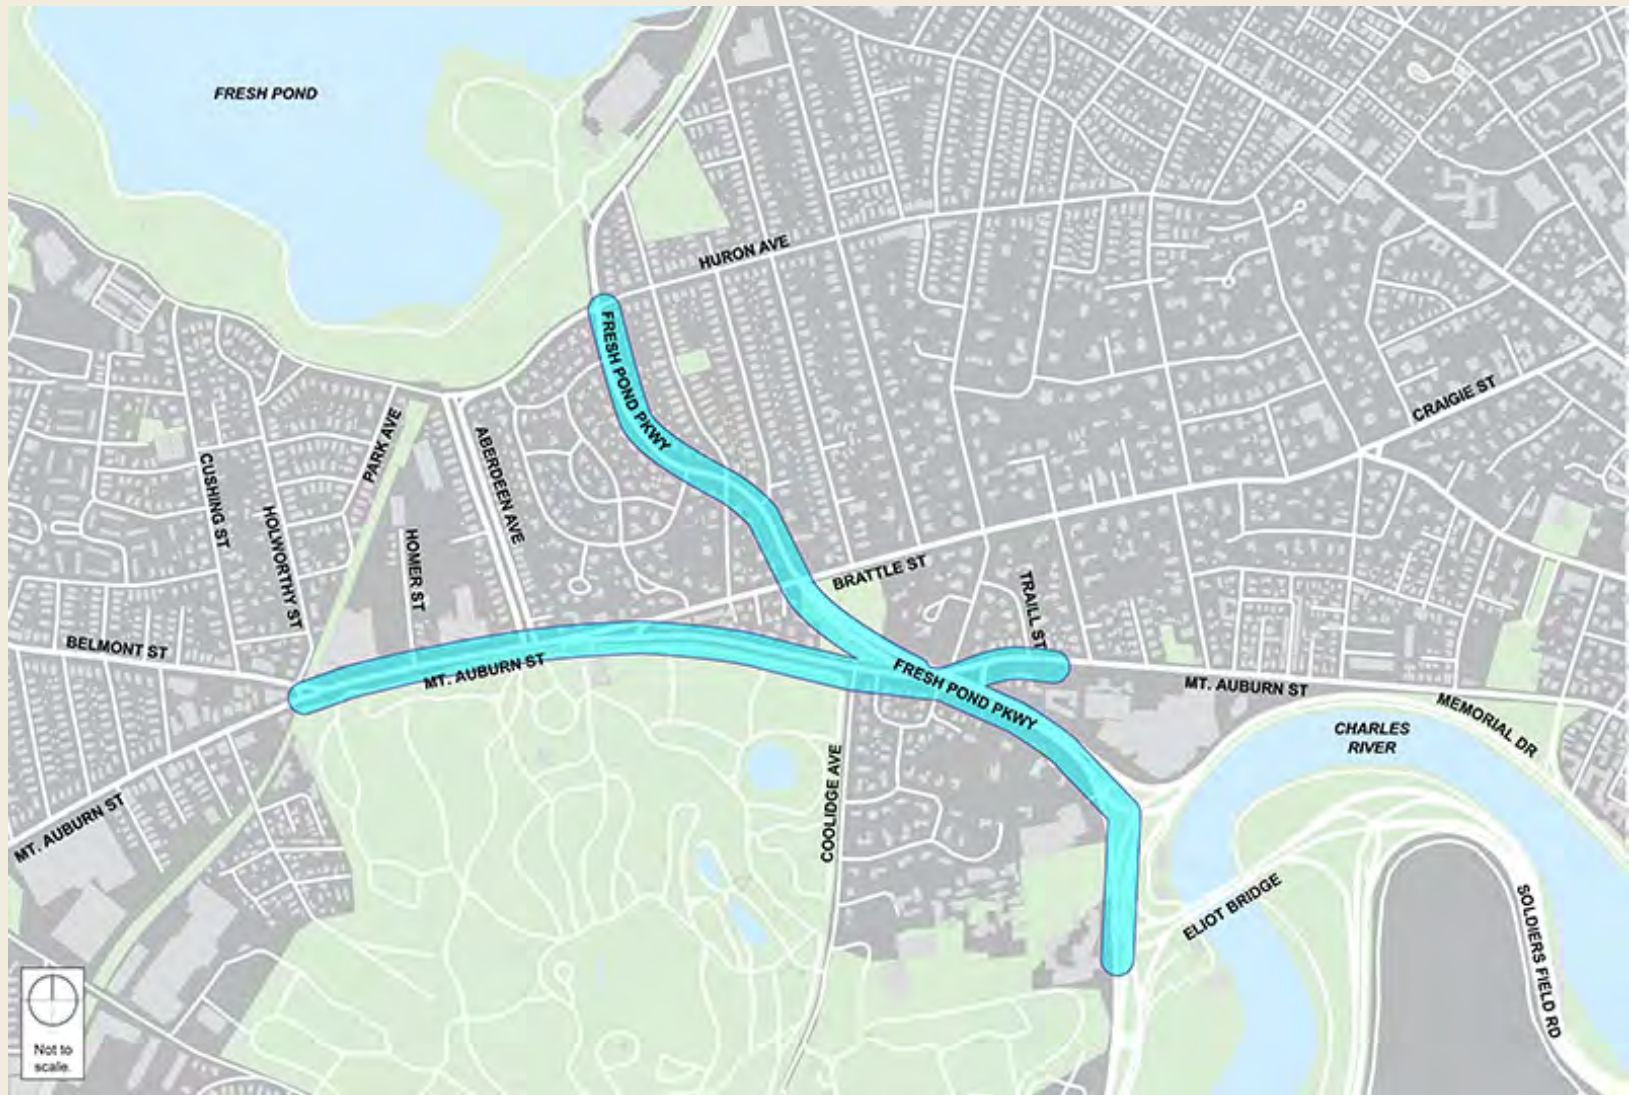 FRESH POND
HURON AVE
FRESH POND PKWY
CRAIGIE ST
PARK AVE
ABERDEEN AVE
CUSHING ST
HOLWORTHY ST
HOMER ST
BRATTLE ST
TRAILL ST
BELMONT ST
MT. AUBURN ST
FRESH POND PKWY
MT. AUBURN ST
MEMORIAL DR
CHARLES
RIVER
COOLIDGE AVE
MT. AUBURN ST
ELIOT BRIDGE
SOLDIERS FIELD RD
Not to
scale.